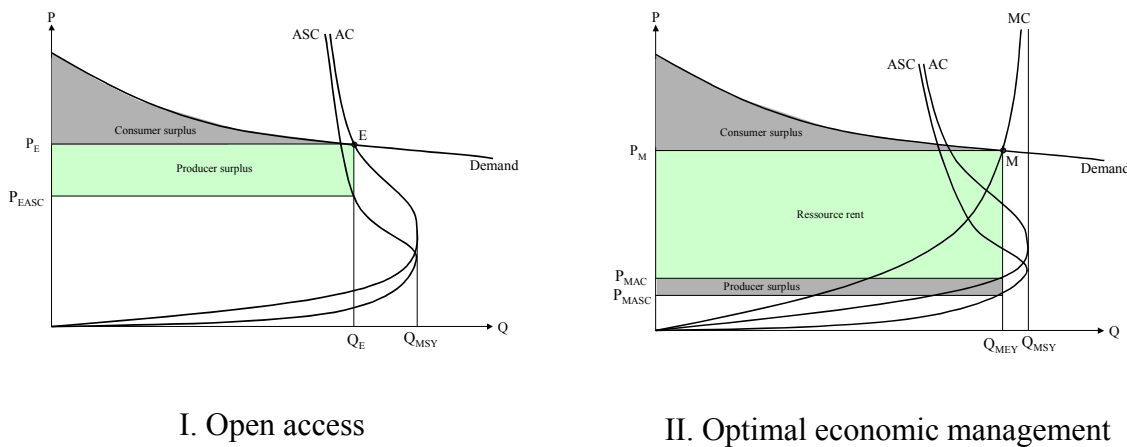 P
ASC AC
Consumer surplus
E
P_E
Producer surplus
Demand
P_EASC
Q
Q_E Q_MSY
I. Open access
P
MC
ASC AC
Consumer surplus
P_M
M
Demand
Ressource rent
P_MAC
Producer surplus
P_MASC
Q
Q_MEY Q_MSY
II. Optimal economic management